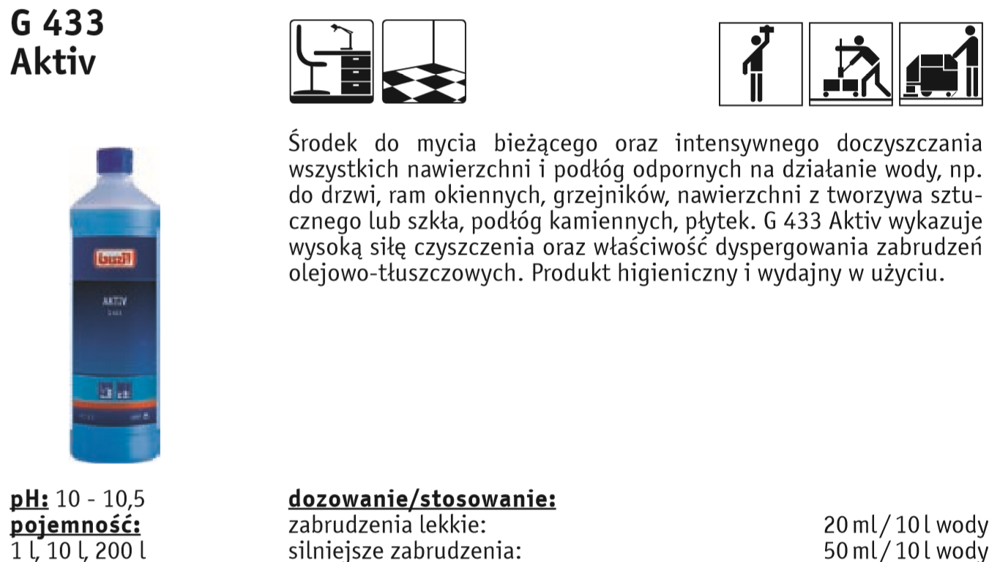 G 433
Aktiv
Środek do mycia bieżącego oraz intensywnego doczyszczania
wszystkich nawierzchni i podłóg odpornych na działanie wody, np.
do drzwi, ram okiennych, grzejników, nawierzchni z tworzywa sztu-
cznego lub szkła, podłóg kamiennych, płytek. G 433 Aktiv wykazuje
wysoką siłę czyszczenia oraz właściwość dyspergowania zabrudzeń
olejowo-tłuszczowych. Produkt higieniczny i wydajny w użyciu.
buzil
AKTIV
G 433
pH: 10 - 10,5
pojemność:
1 l, 10 l, 200 l
dozowanie/stosowanie:
zabrudzenia lekkie: 20 ml / 10 l wody
silniejsze zabrudzenia: 50 ml / 10 l wody